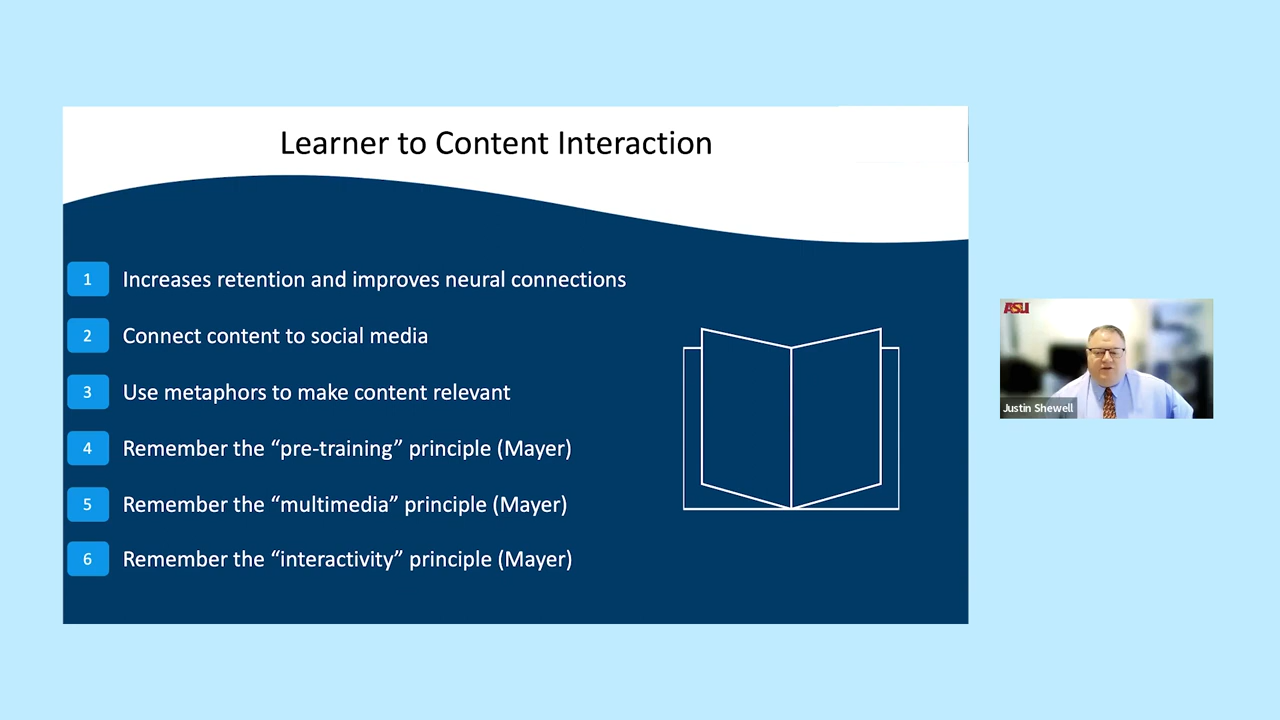 Learner to Content Interaction
1 Increases retention and improves neural connections
2 Connect content to social media
3 Use metaphors to make content relevant
4 Remember the “pre-training” principle (Mayer)
5 Remember the “multimedia” principle (Mayer)
6 Remember the “interactivity” principle (Mayer)
ASU
Justin Shewell